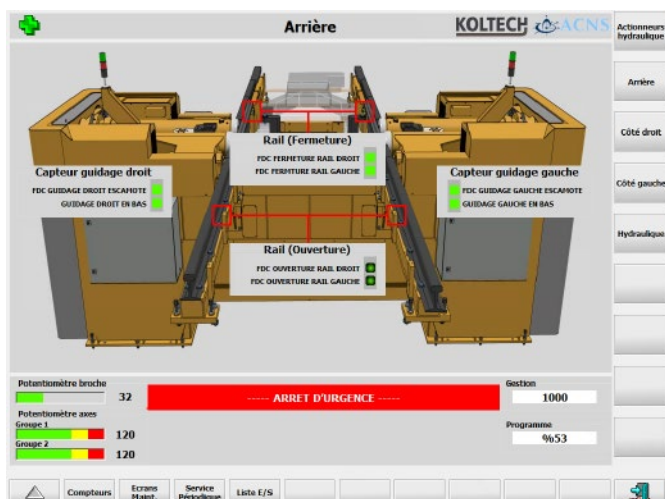 Arrière
KOLTECH ACNS
Actionneurs
hydraulique
Arrière
Côté droit
Côté gauche
Hydraulique
Rail (Fermeture)
FDC FERMETURE RAIL DROIT
FDC FERMTURE RAIL GAUCHE
Capteur guidage droit
FDC GUIDAGE DROIT ESCAMOTE
GUIDAGE DROIT EN BAS
Capteur guidage gauche
FDC GUIDAGE GAUCHE ESCAMOTE
GUIDAGE GAUCHE EN BAS
Rail (Ouverture)
FDC OUVERTURE RAIL DROIT
FDC OUVERTURE RAIL GAUCHE
Potentiomètre broche
32
----- ARRET D'URGENCE -----
Gestion
1000
Potentiomètre axes
Groupe 1
120
Groupe 2
120
Programme
%53
Compteurs
Ecrans
Maint.
Service
Périodique
Liste E/S